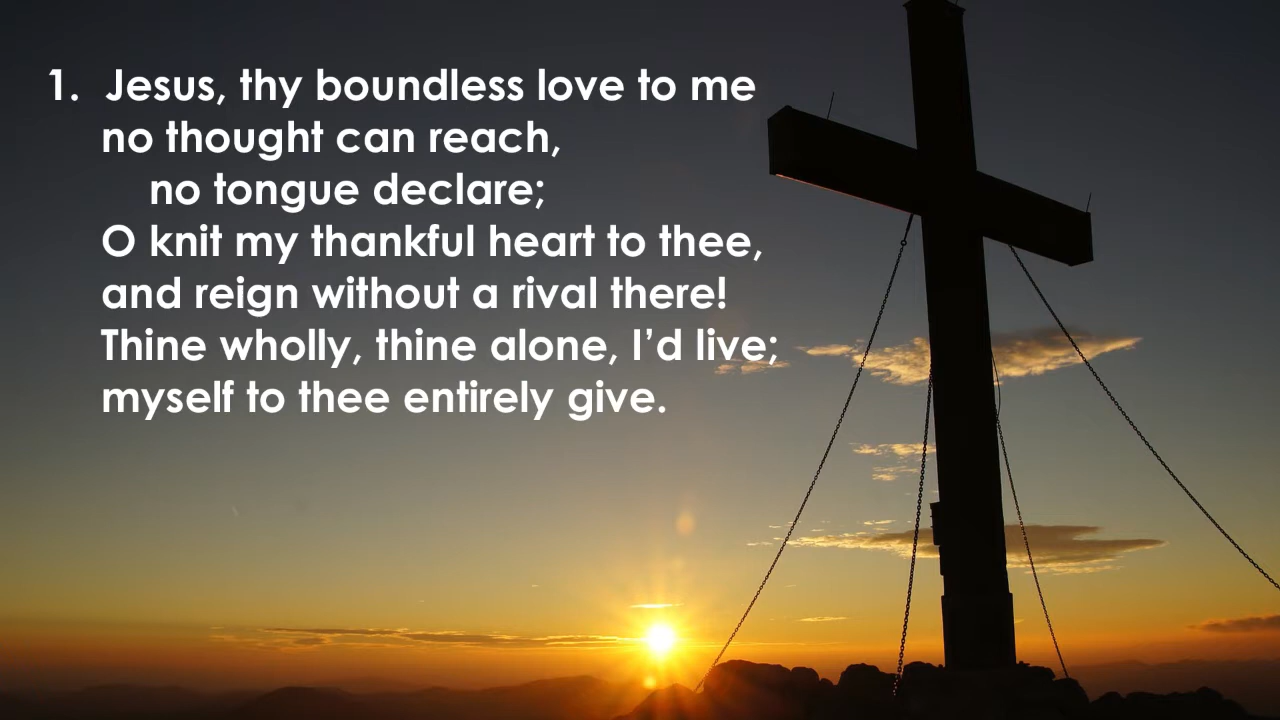 1. Jesus, thy boundless love to me
no thought can reach,
no tongue declare;
O knit my thankful heart to thee,
and reign without a rival there!
Thine wholly, thine alone, I’d live;
myself to thee entirely give.